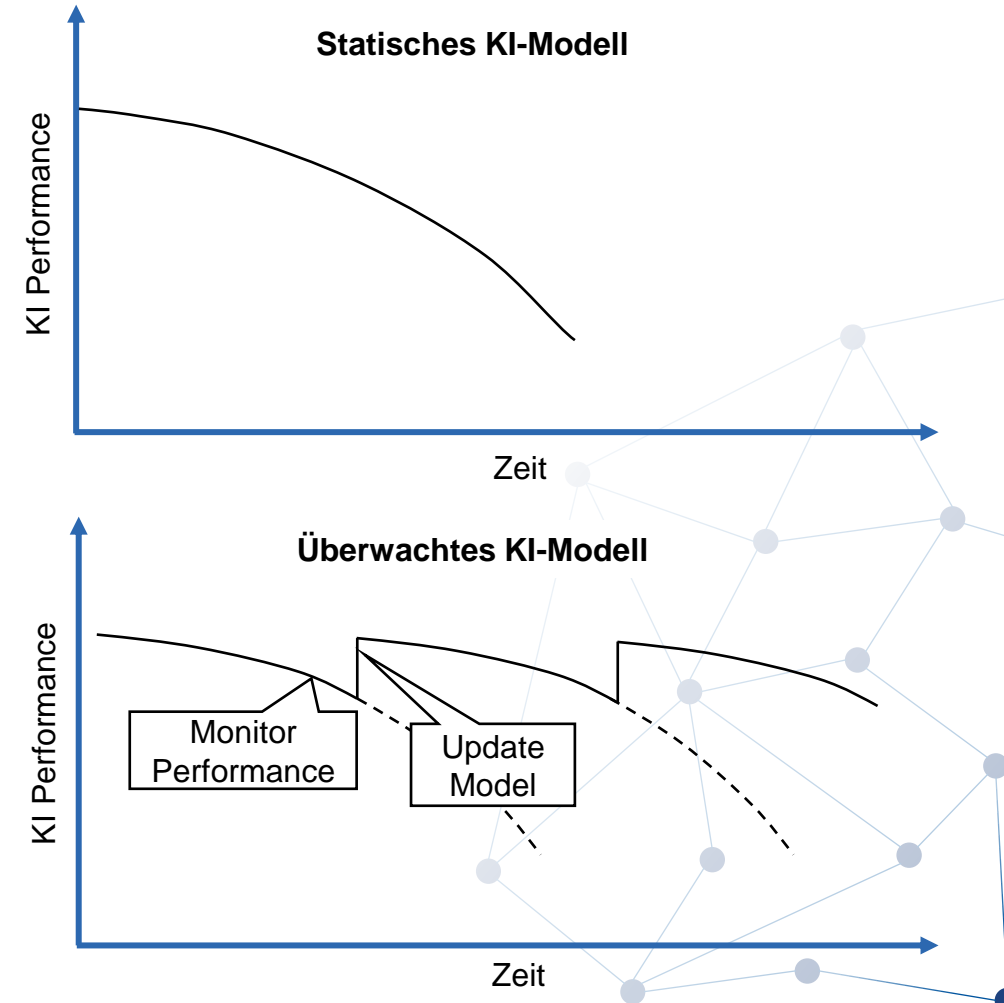 Statisches KI-Modell
KI Performance
Zeit
Überwachtes KI-Modell
KI Performance
Monitor
Performance
Update
Model
Zeit